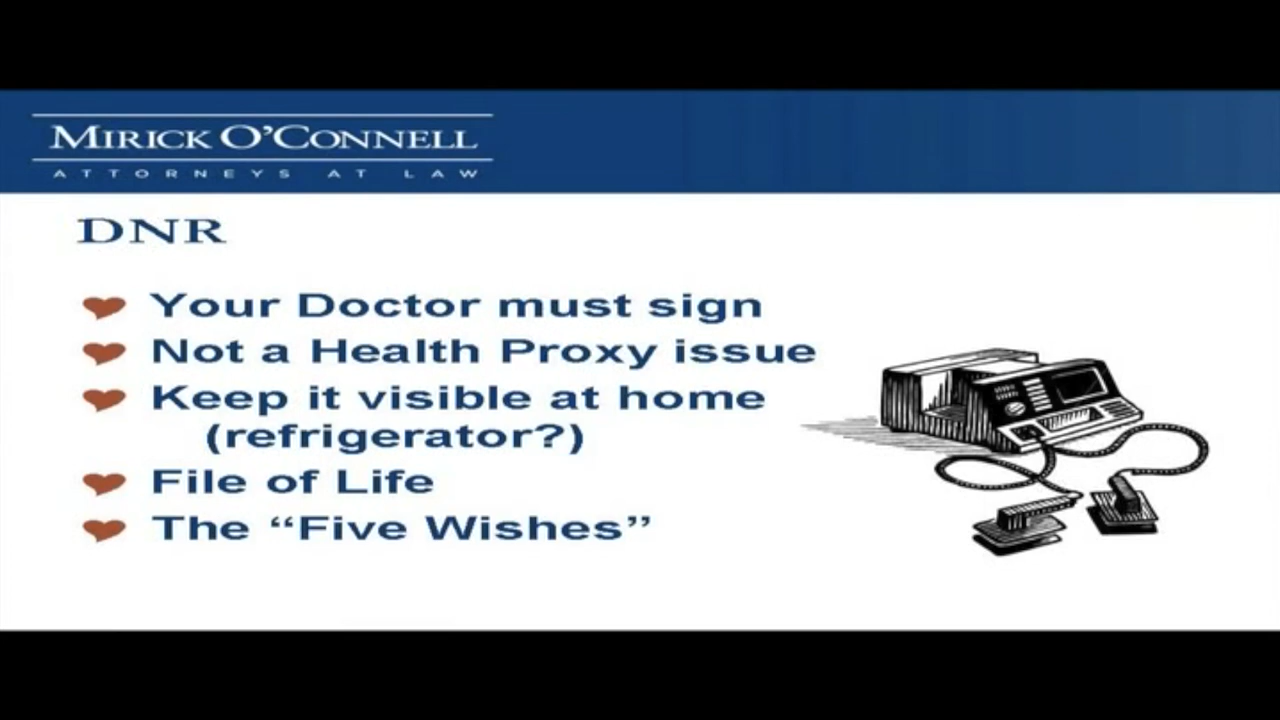 MIRICK O'CONNELL
ATTORNEYS AT LAW
DNR
Your Doctor must sign
Not a Health Proxy issue
Keep it visible at home
(refrigerator?)
File of Life
The “Five Wishes”